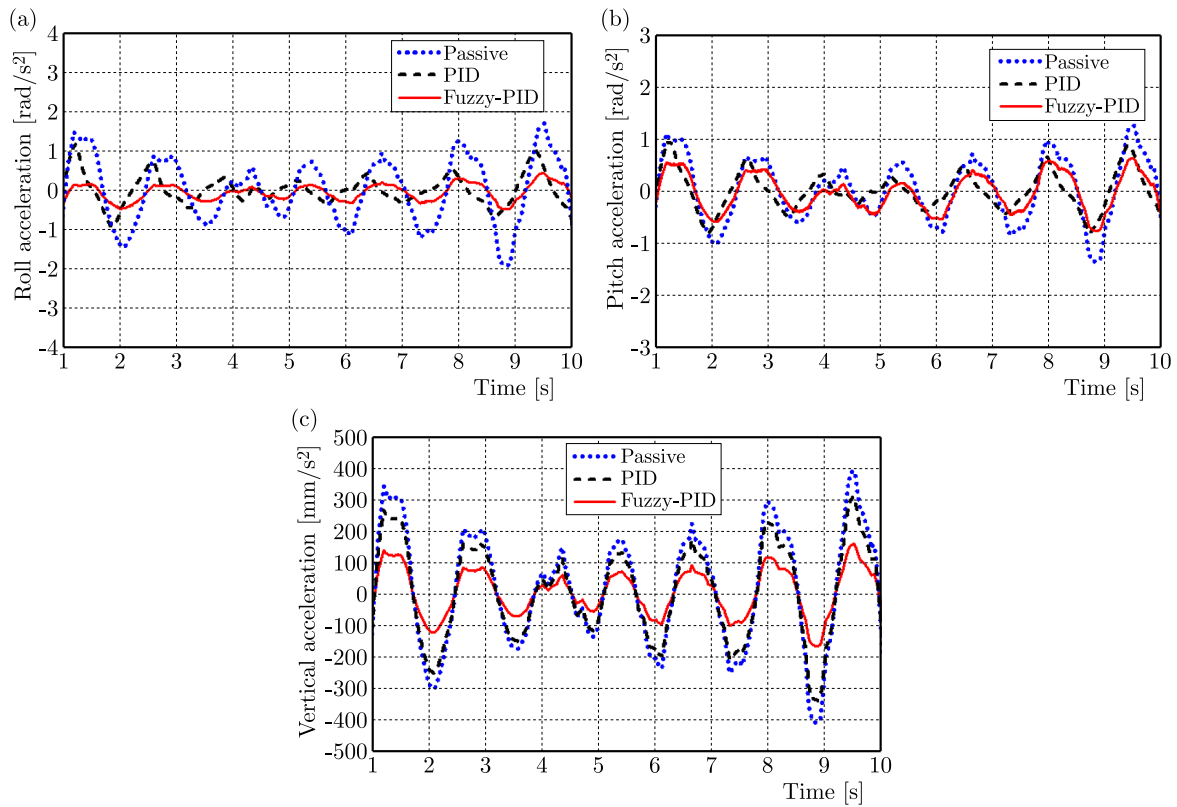 (a)
Roll acceleration [rad/s²]
4
3
2
1
0
-1
-2
-3
-4
Passive
PID
Fuzzy-PID
1 2 3 4 5 6 7 8 9 10
Time [s]
(b)
Pitch acceleration [rad/s²]
3
2
1
0
-1
-2
-3
Passive
PID
Fuzzy-PID
1 2 3 4 5 6 7 8 9 10
Time [s]
(c)
Vertical acceleration [mm/s²]
500
400
300
200
100
0
-100
-200
-300
-400
-500
Passive
PID
Fuzzy-PID
1 2 3 4 5 6 7 8 9 10
Time [s]